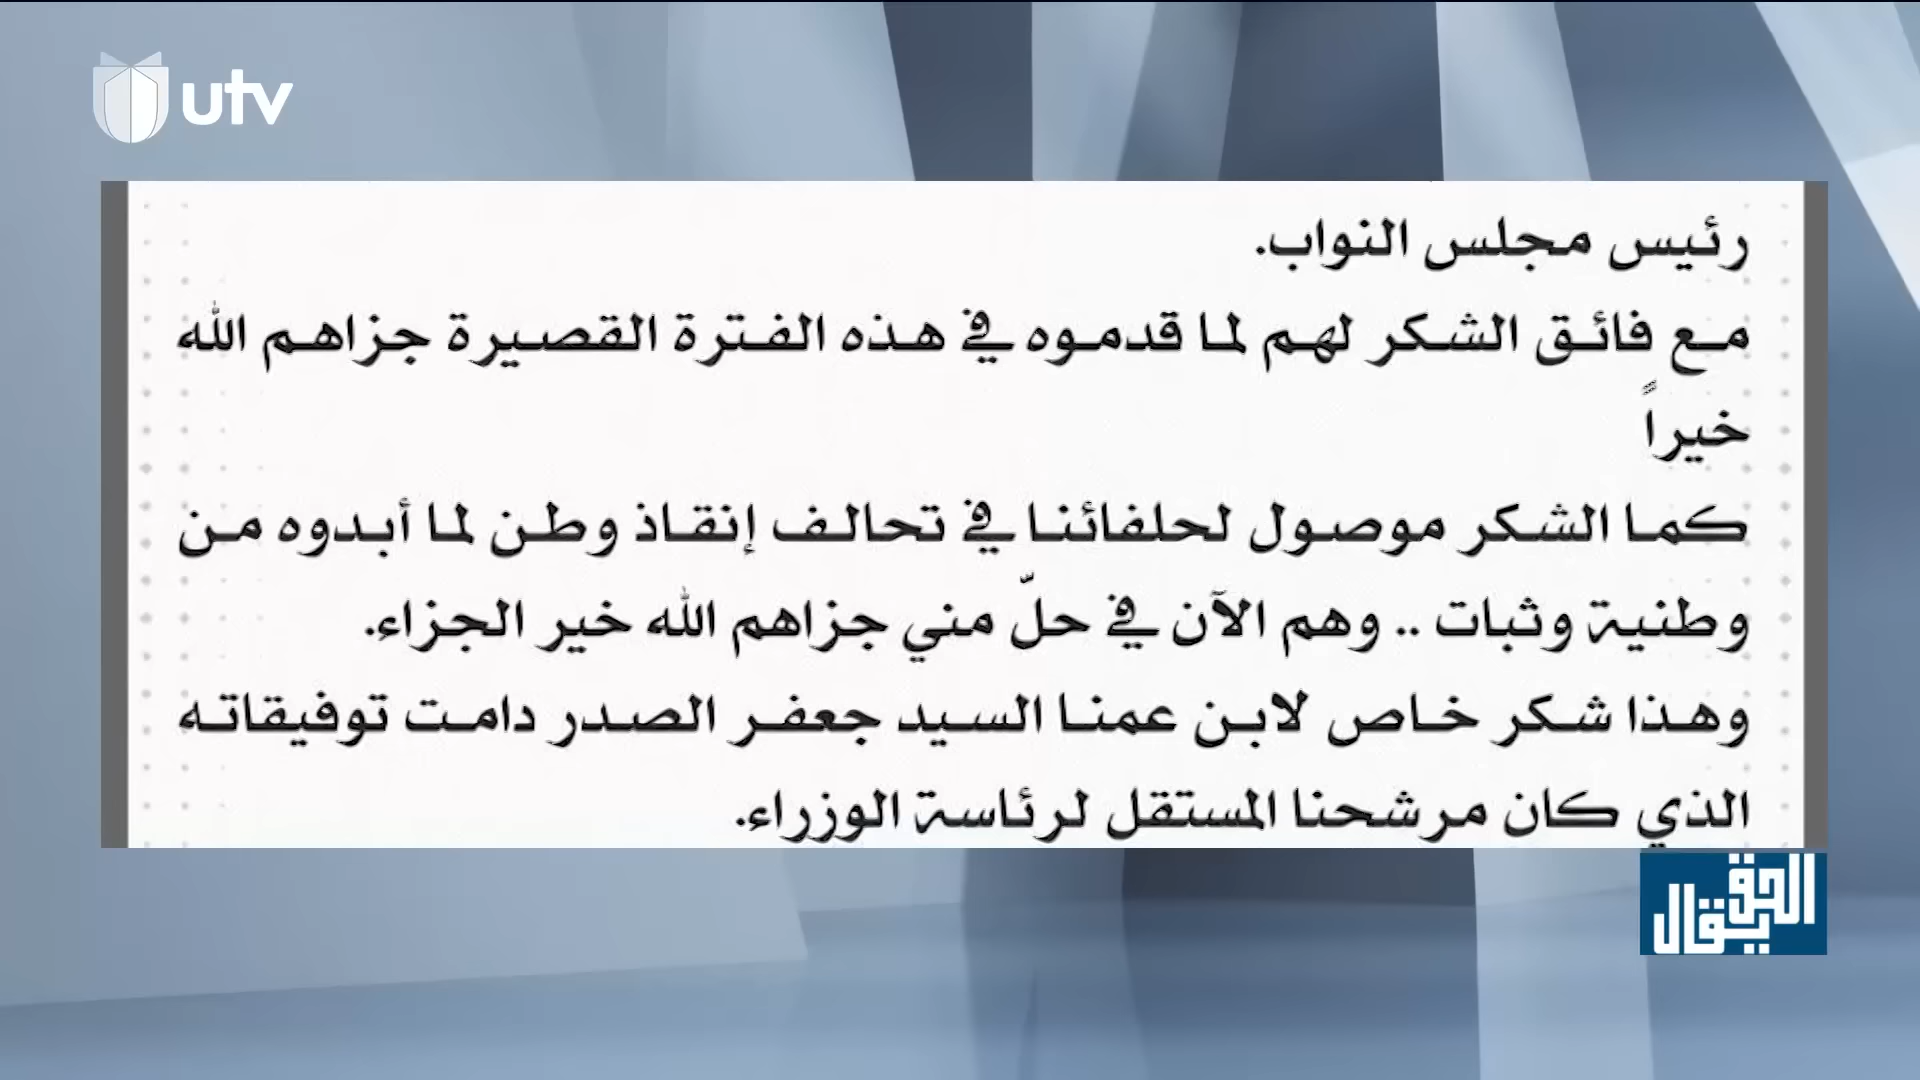 utv
رئيس مجلس النواب.
مع فائق الشكر لهم لما قدموه في هذه الفترة القصيرة جزاهم الله
خيراً
كما الشكر موصول لحلفائنا في تحالف إنقاذ وطن لما أبدوه من
وطنية وثبات .. وهم الآن في حلّ مني جزاهم الله خير الجزاء.
وهذا شكر خاص لابن عمنا السيد جعفر الصدر دامت توفيقاته
الذي كان مرشحنا المستقل لرئاسة الوزراء.
الحق
يقال